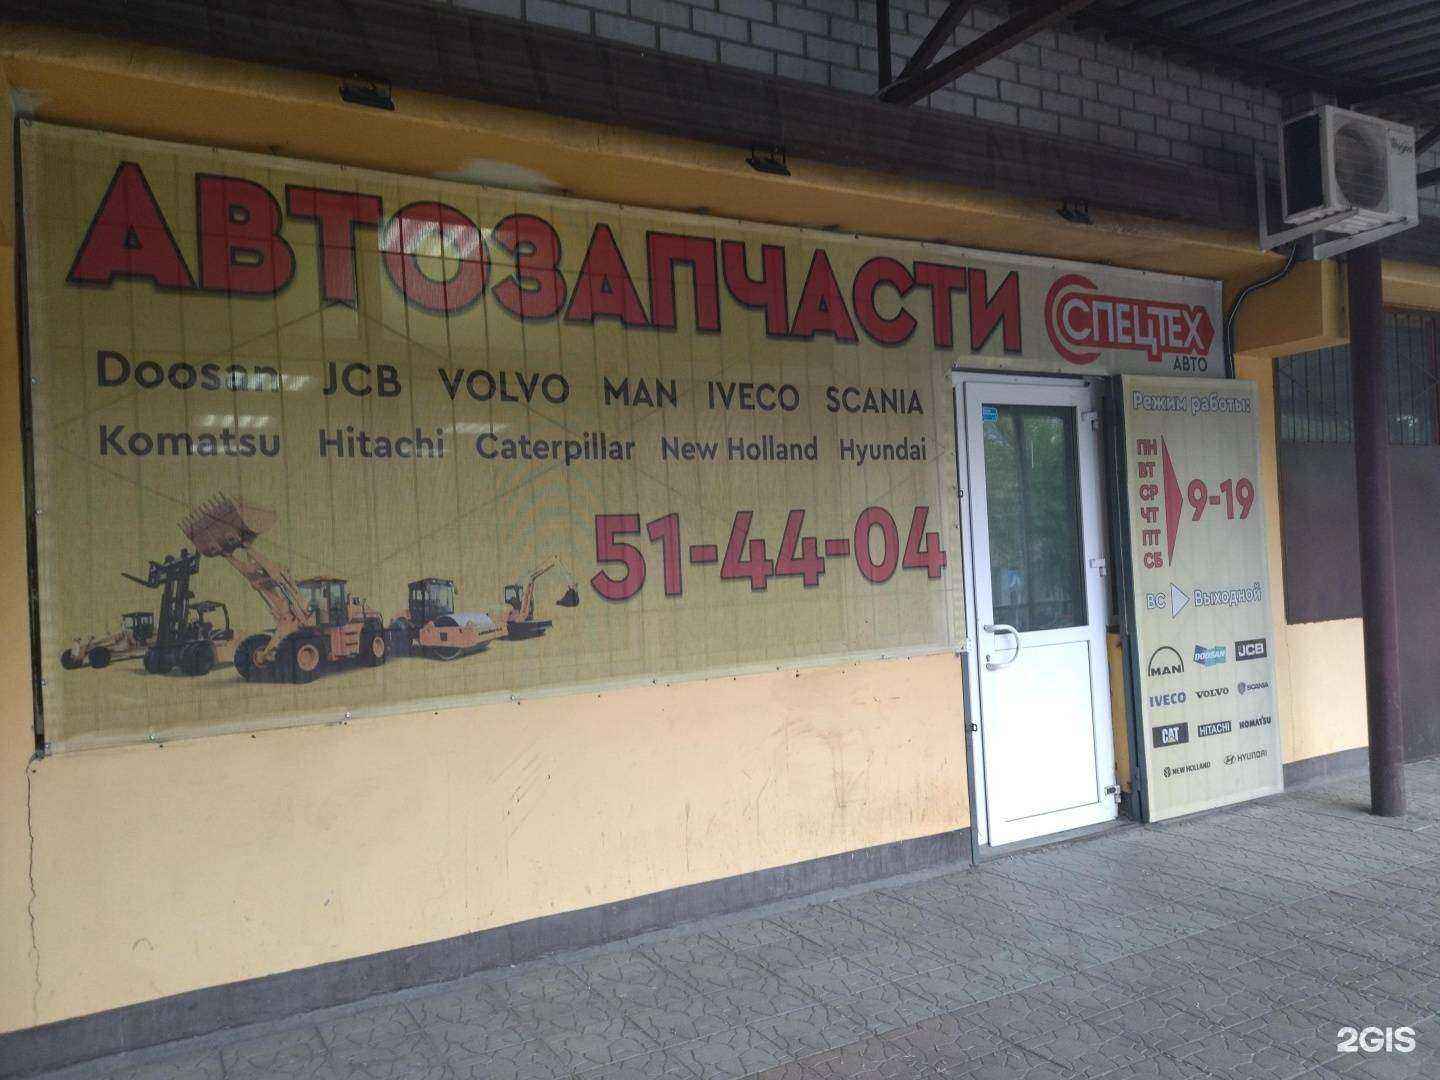 АВТОЗАПЧАСТИ
СПЕЦТЕХ
АВТО
Doosan JCB VOLVO MAN IVECO SCANIA
Komatsu Hitachi Caterpillar New Holland Hyundai
51-44-04
Режим работы:
ПН
ВТ
СР
ЧТ
ПТ
СБ
9-19
ВС Выходной
MAN DOOSAN JCB
IVECO VOLVO SCANIA
CAT HITACHI KOMATSU
NEW HOLLAND HYUNDAI
2GIS